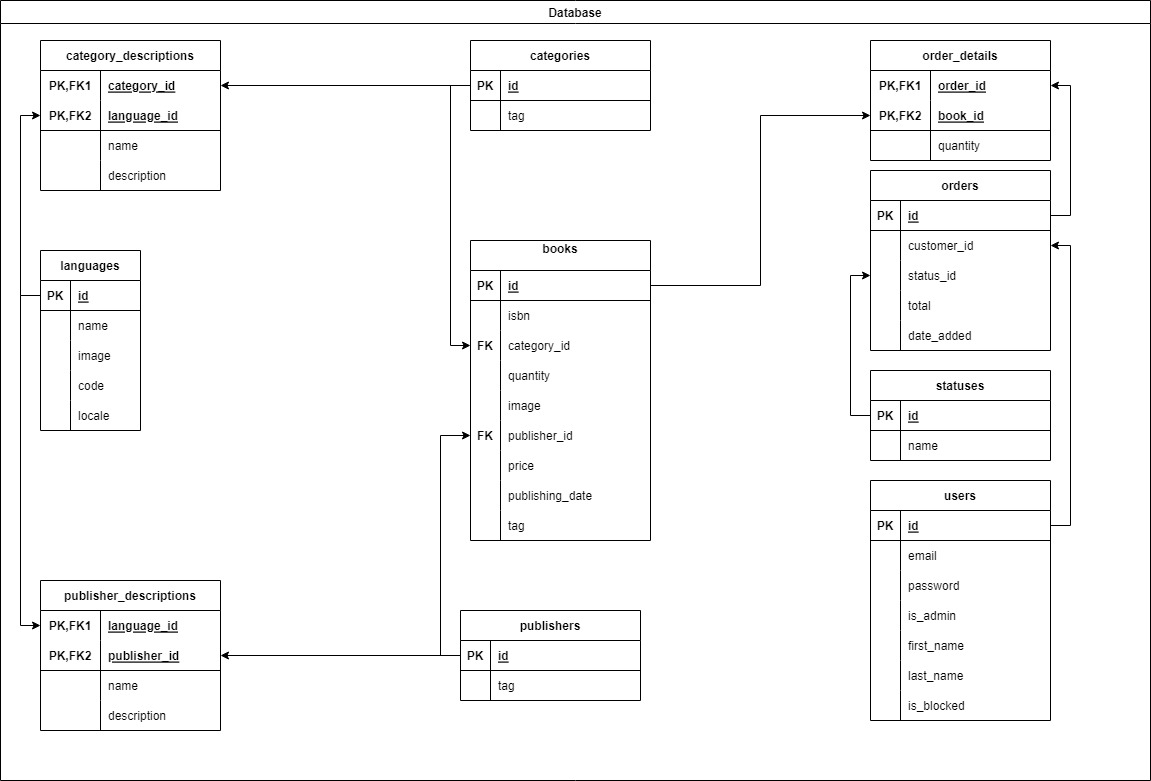 Database
category_descriptions
PK,FK1 category_id
PK,FK2 language_id
name
description
categories
PK id
tag
order_details
PK,FK1 order_id
PK,FK2 book_id
quantity
orders
PK id
customer_id
status_id
total
date_added
languages
PK id
name
image
code
locale
books
PK id
isbn
FK category_id
quantity
image
FK publisher_id
price
publishing_date
tag
statuses
PK id
name
users
PK id
email
password
is_admin
first_name
last_name
is_blocked
publisher_descriptions
PK,FK1 language_id
PK,FK2 publisher_id
name
description
publishers
PK id
tag